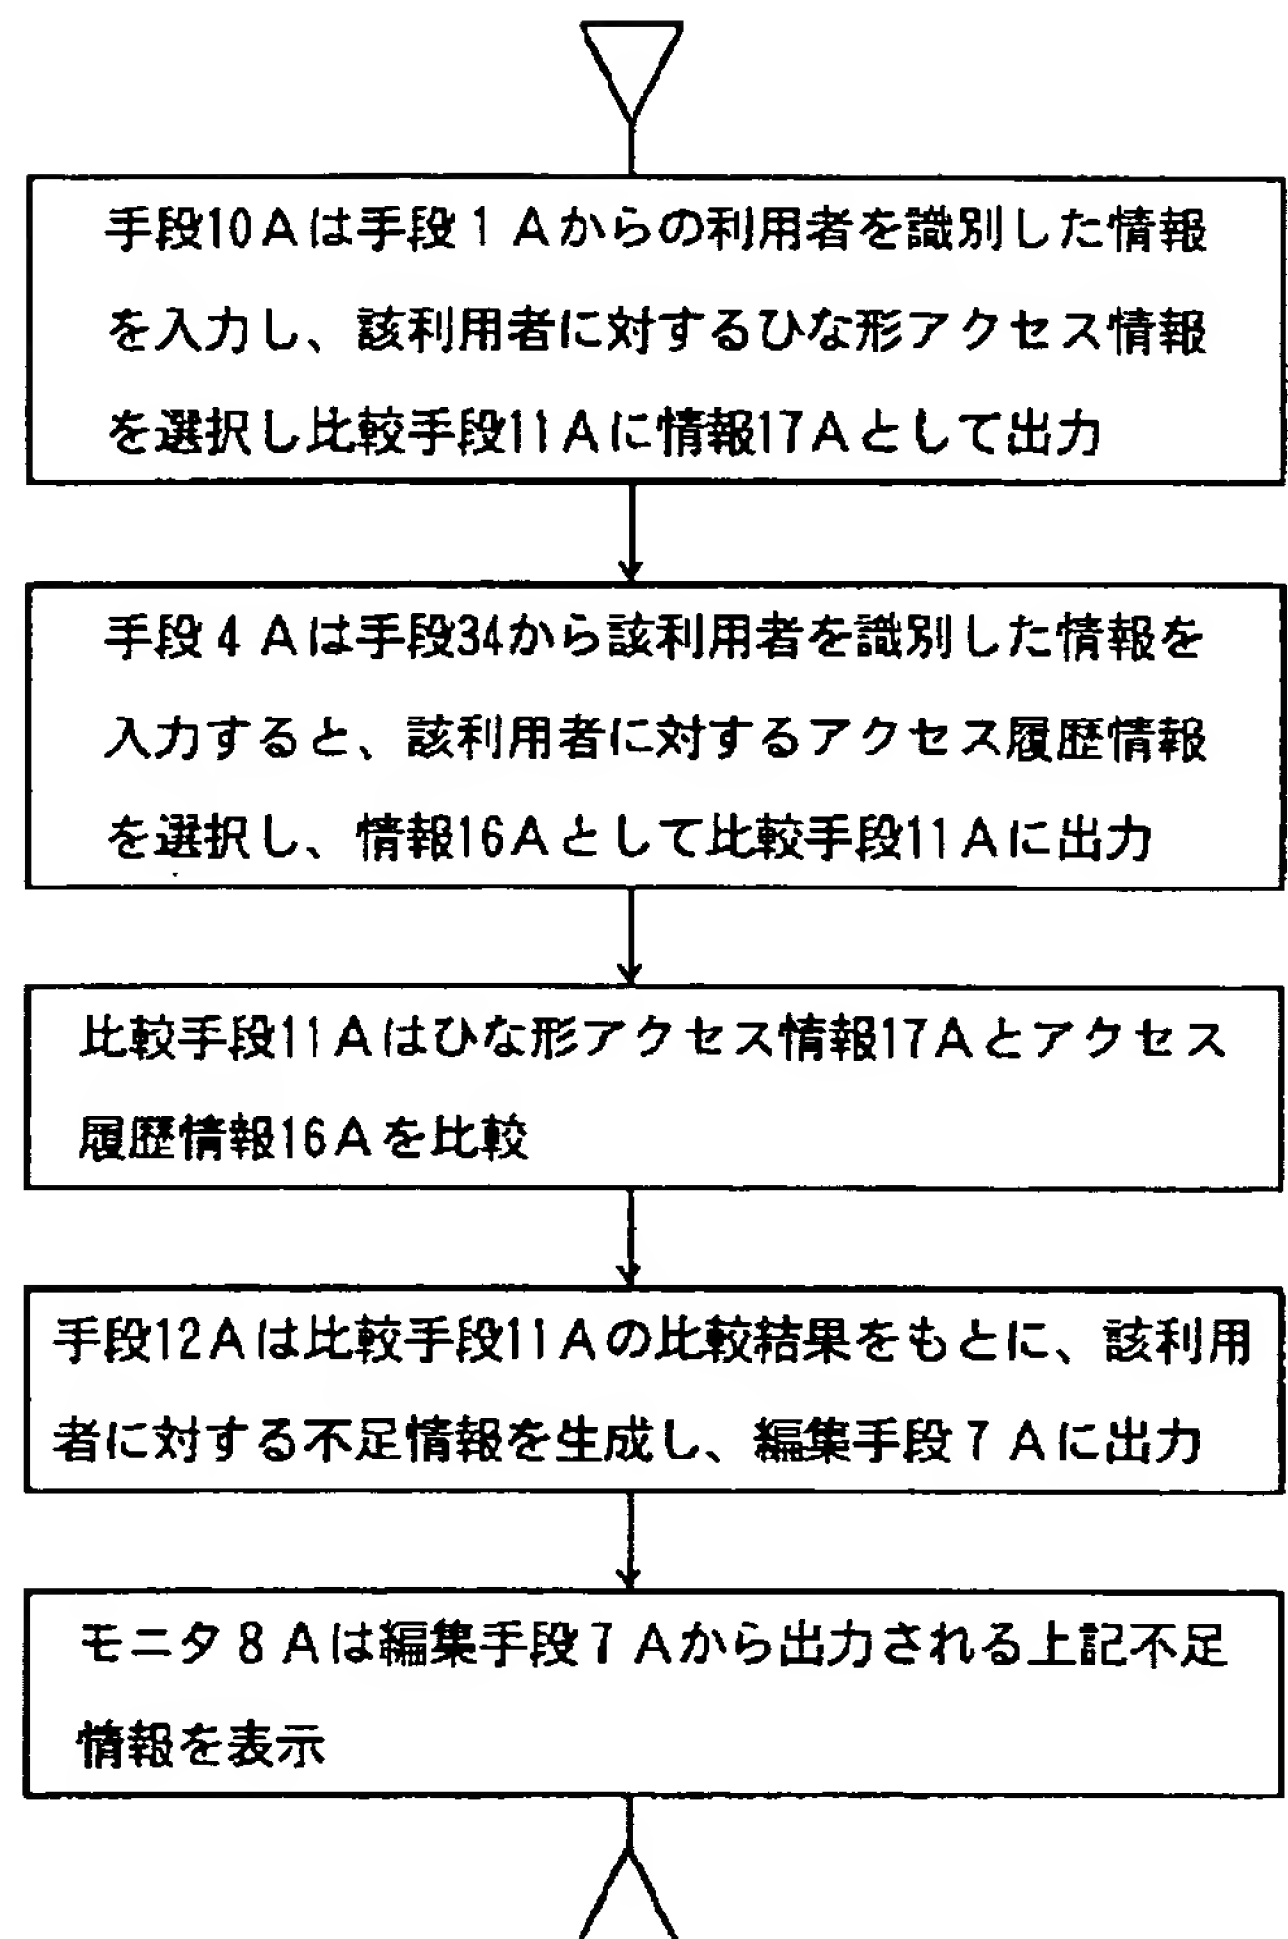 手段10Aは手段1Aからの利用者を識別した情報
を入力し、該利用者に対するひな形アクセス情報
を選択し比較手段11Aに情報17Aとして出力
手段4Aは手段34から該利用者を識別した情報を
入力すると、該利用者に対するアクセス履歴情報
を選択し、情報16Aとして比較手段11Aに出力
比較手段11Aはひな形アクセス情報17Aとアクセス
履歴情報16Aを比較
手段12Aは比較手段11Aの比較結果をもとに、該利用
者に対する不足情報を生成し、編集手段7Aに出力
モニタ8Aは編集手段7Aから出力される上記不足
情報を表示